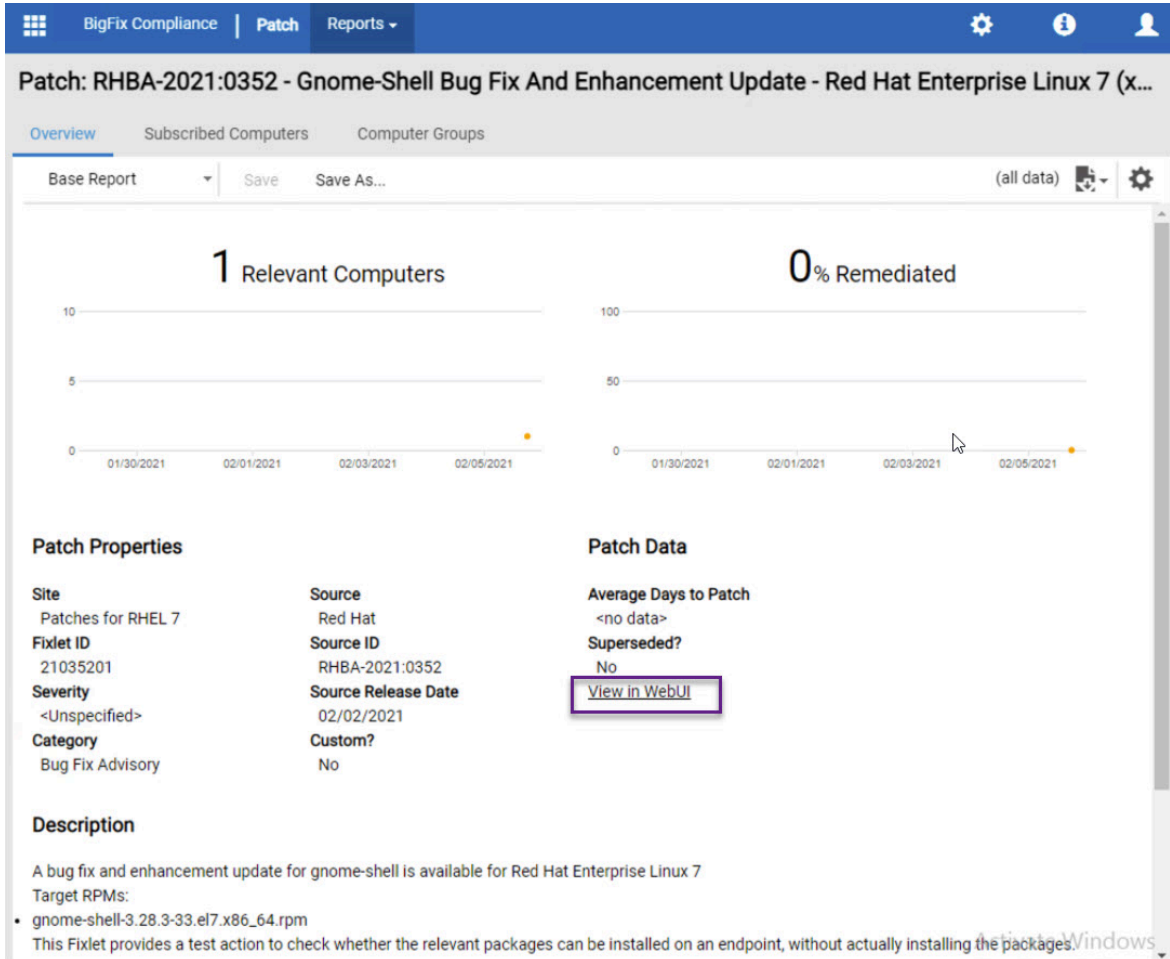 BigFix Compliance | Patch Reports
Patch: RHBA-2021:0352 - Gnome-Shell Bug Fix And Enhancement Update - Red Hat Enterprise Linux 7 (x...
Overview Subscribed Computers Computer Groups
Base Report Save Save As... (all data)
1 Relevant Computers
10
5
0
01/30/2021 02/01/2021 02/03/2021 02/05/2021
0% Remediated
100
50
0
01/30/2021 02/01/2021 02/03/2021 02/05/2021
Patch Properties
Site
Patches for RHEL 7
Fixlet ID
21035201
Severity
<Unspecified>
Category
Bug Fix Advisory
Source
Red Hat
Source ID
RHBA-2021:0352
Source Release Date
02/02/2021
Custom?
No
Patch Data
Average Days to Patch
<no data>
Superseded?
No
View in WebUI
Description
A bug fix and enhancement update for gnome-shell is available for Red Hat Enterprise Linux 7
Target RPMs:
• gnome-shell-3.28.3-33.el7.x86_64.rpm
This Fixlet provides a test action to check whether the relevant packages can be installed on an endpoint, without actually installing the packages.
Activate Windows